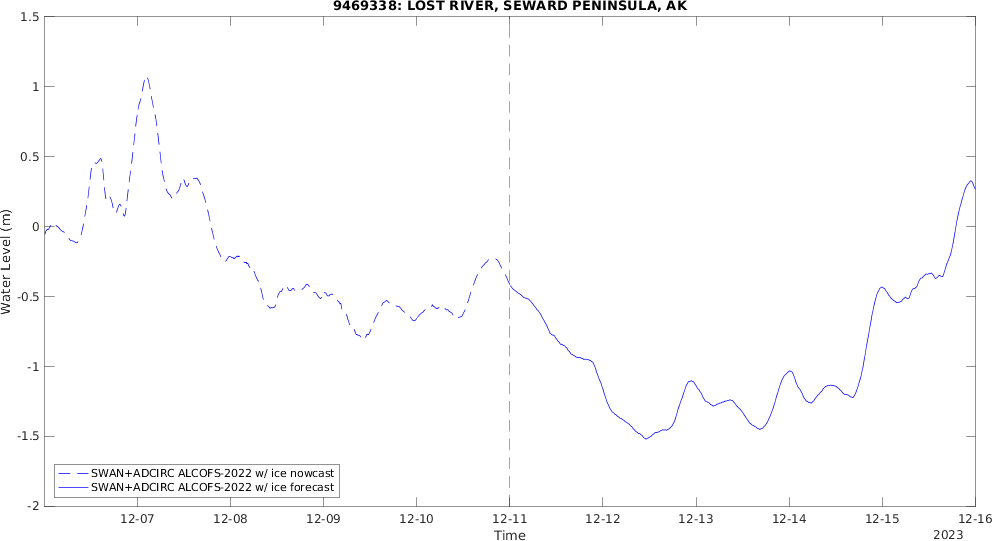 9469338: LOST RIVER, SEWARD PENINSULA, AK
Water Level (m)
1.5
1
0.5
0
-0.5
-1
-1.5
-2
SWAN+ADCIRC ALCOFS-2022 w/ ice nowcast
SWAN+ADCIRC ALCOFS-2022 w/ ice forecast
12-07 12-08 12-09 12-10 12-11 12-12 12-13 12-14 12-15 12-16
Time
2023